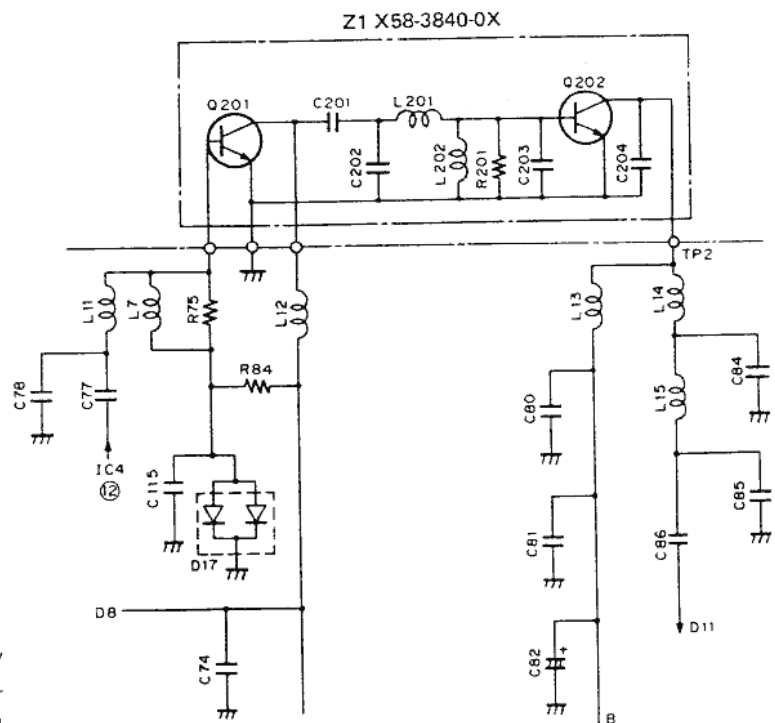 Z1 X58-3840-0X
Q201
C201
L201
Q202
C202
L202
R201
C203
C204
TP2
L11
L7
R75
L12
L13
L14
R84
C78
C77
C80
L15
C84
IC4
12
C115
D17
C81
C86
C85
D8
D11
C74
C82
+
B